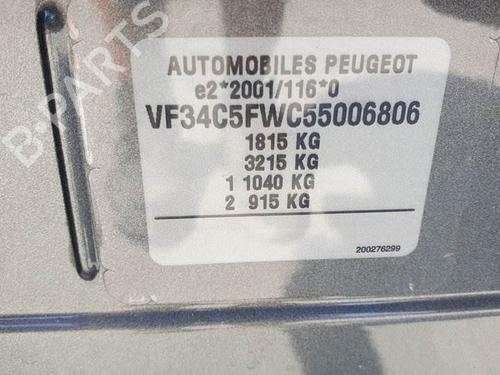 AUTOMOBILES PEUGEOT
e2*2001/116*0
VF34C5FWC55006806
1815 KG
3215 KG
1 1040 KG
2 915 KG
200276299
B-PARTS